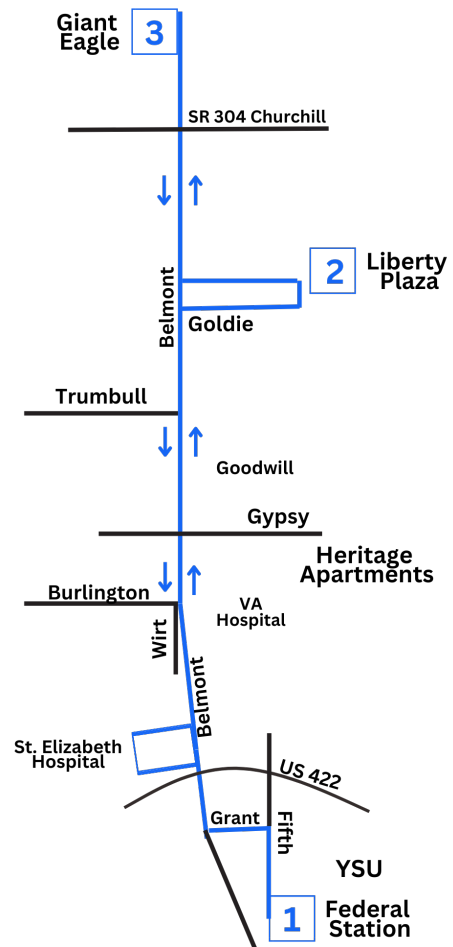 Giant
Eagle
3
SR 304 Churchill
2
Liberty
Plaza
Belmont
Goldie
Trumbull
Goodwill
Gypsy
Heritage
Apartments
Burlington
VA
Hospital
Wirt
Belmont
St. Elizabeth
Hospital
US 422
Grant
Fifth
YSU
1
Federal
Station